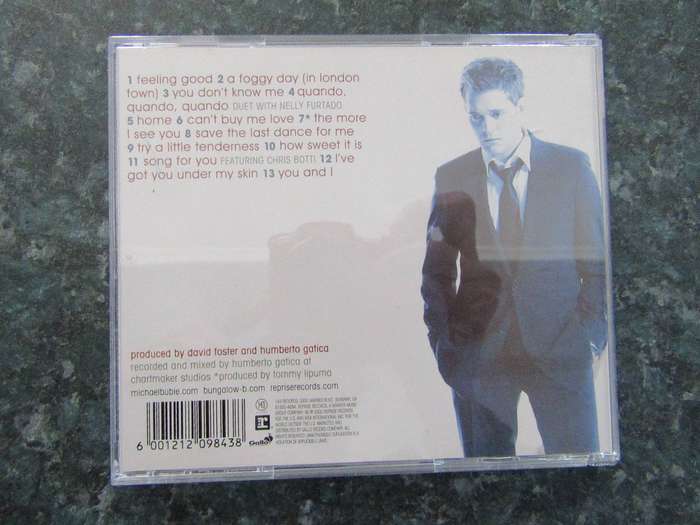 1 feeling good 2 a foggy day (in london
town) 3 you don't know me 4 quando,
quando, quando DUET WITH NELLY FURTADO
5 home 6 can't buy me love 7* the more
I see you 8 save the last dance for me
9 try a little tenderness 10 how sweet it is
11 song for you FEATURING CHRIS BOTTI 12 I've
got you under my skin 13 you and I
produced by david foster and humberto gatica
recorded and mixed by humberto gatica at
chartmaker studios *produced by tommy lipuma
michaelbuble.com bungalow-b.com repriserecords.com
6 001212 098438
Gallo